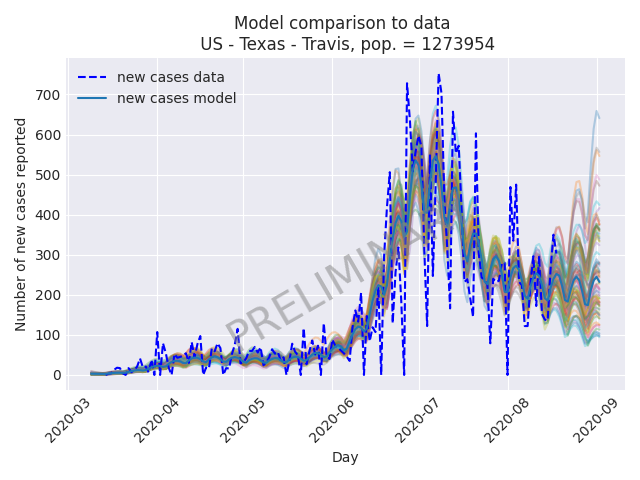 Model comparison to data
US - Texas - Travis, pop. = 1273954
new cases data
new cases model
Number of new cases reported
700
600
500
400
300
200
100
0
2020-03
2020-04
2020-05
2020-06
2020-07
2020-08
2020-09
Day